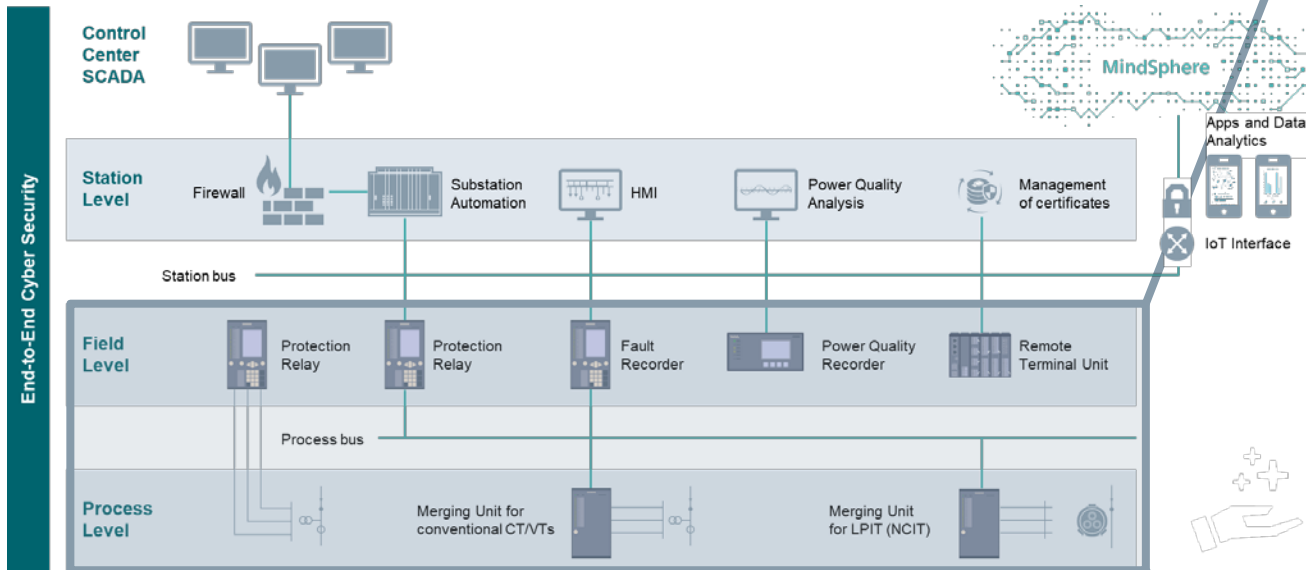 End-to-End Cyber Security
Control
Center
SCADA
MindSphere
Apps and Data
Analytics
Station
Level
Firewall
Substation
Automation
HMI
Power Quality
Analysis
Management
of certificates
IoT Interface
Station bus
Field
Level
Protection
Relay
Protection
Relay
Fault
Recorder
Power Quality
Recorder
Remote
Terminal Unit
Process bus
Process
Level
Merging Unit for
conventional CT/VTs
Merging Unit
for LPIT (NCIT)